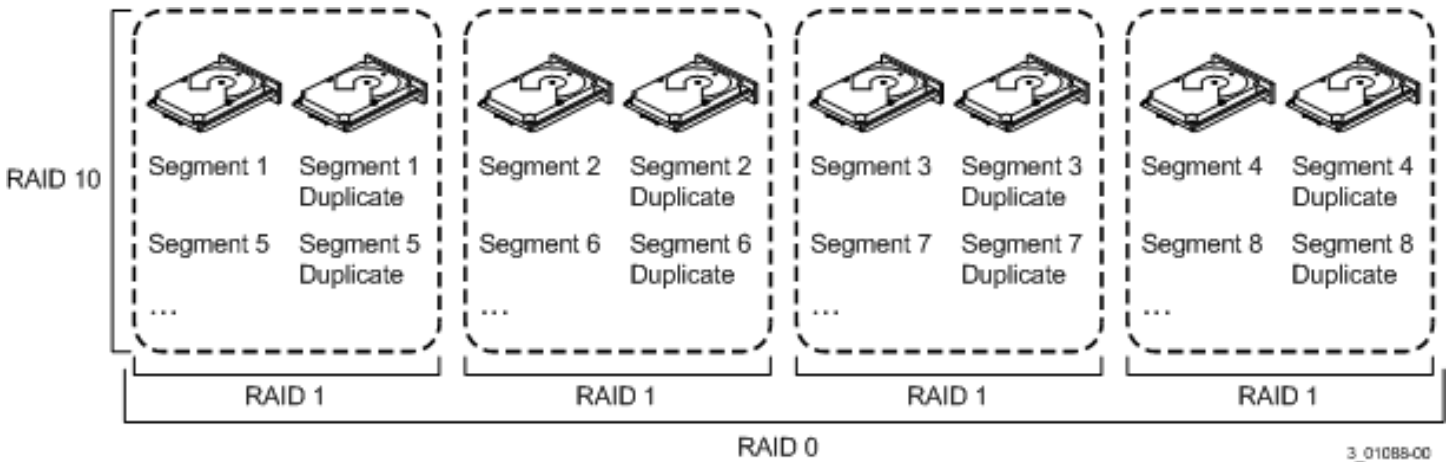 RAID 10
Segment 1
Segment 1
Duplicate
Segment 5
Segment 5
Duplicate
...
Segment 2
Segment 2
Duplicate
Segment 6
Segment 6
Duplicate
...
Segment 3
Segment 3
Duplicate
Segment 7
Segment 7
Duplicate
...
Segment 4
Segment 4
Duplicate
Segment 8
Segment 8
Duplicate
...
RAID 1
RAID 1
RAID 1
RAID 1
RAID 0
3_01088-00